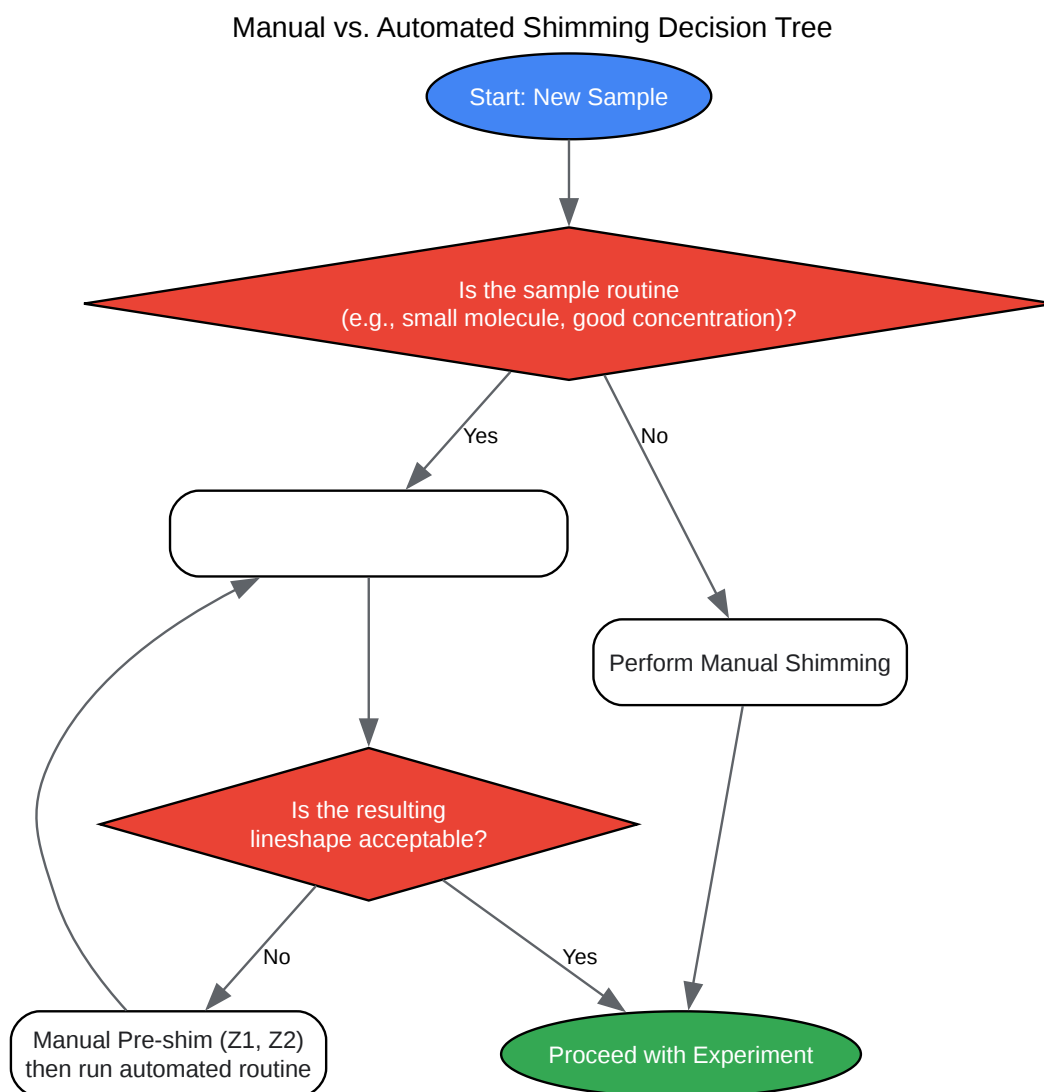 Manual vs. Automated Shimming Decision Tree
Start: New Sample
Is the sample routine
(e.g., small molecule, good concentration)?
Yes
No
Perform Manual Shimming
Is the resulting
lineshape acceptable?
No
Yes
Manual Pre-shim (Z1, Z2)
then run automated routine
Proceed with Experiment